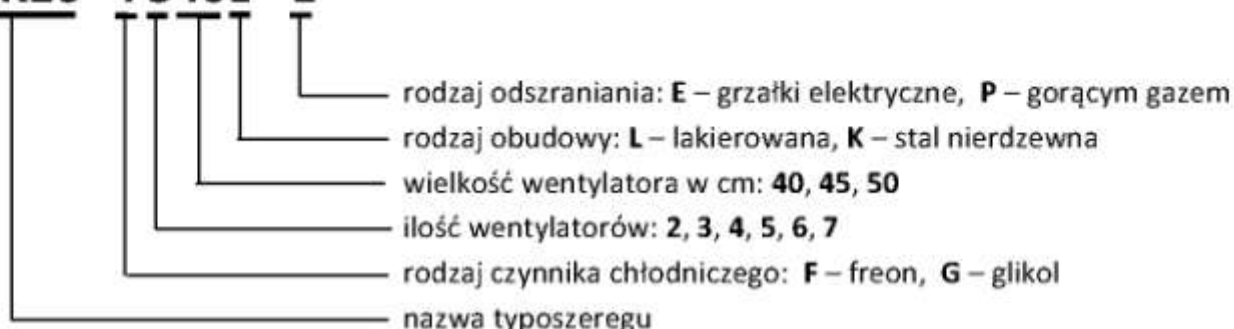 rodzaj odszraniania: E – grzałki elektryczne, P – gorącym gazem
rodzaj obudowy: L – lakierowana, K – stal nierdzewna
wielkość wentylatora w cm: 40, 45, 50
ilość wentylatorów: 2, 3, 4, 5, 6, 7
rodzaj czynnika chłodniczego: F – freon, G – glikol
nazwa typoszeregu